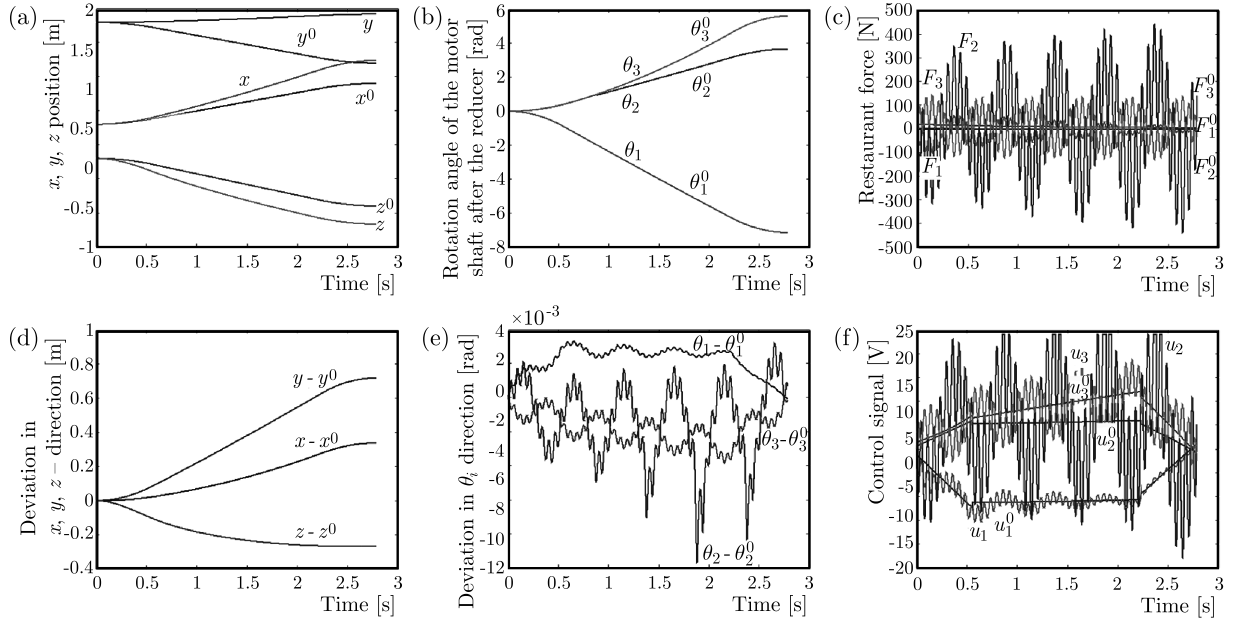 (a)
x, y, z position [m]
2
1.5
1
0.5
0
-0.5
-1
y
y⁰
x
x⁰
z⁰
z
0 0.5 1 1.5 2 2.5 3
Time [s]
(b)
Rotation angle of the motor
shaft after the reducer [rad]
6
4
2
0
-2
-4
-6
-8
θ₃⁰
θ₃
θ₂
θ₂⁰
θ₁
θ₁⁰
0 0.5 1 1.5 2 2.5 3
Time [s]
(c)
Restaurant force [N]
500
400
300
200
100
0
-100
-200
-300
-400
500
F₂
F₃
F₃⁰
F₁⁰
F₁
F₂⁰
0 0.5 1 1.5 2 2.5 3
Time [s]
(d)
Deviation in
x, y, z – direction [m]
1
0.8
0.6
0.4
0.2
0
-0.2
-0.4
y - y⁰
x - x⁰
z - z⁰
0 0.5 1 1.5 2 2.5 3
Time [s]
(e)
Deviation in θᵢ direction [rad]
×10⁻³
4
2
0
-2
-4
-6
-8
-10
-12
θ₁ - θ₁⁰
θ₃ - θ₃⁰
θ₂ - θ₂⁰
0 0.5 1 1.5 2 2.5 3
Time [s]
(f)
Control signal [V]
25
20
15
10
5
0
-5
-10
-15
-20
u₃
u₂
u₃⁰
u₂⁰
u₁ u₁⁰
0 0.5 1 1.5 2 2.5 3
Time [s]